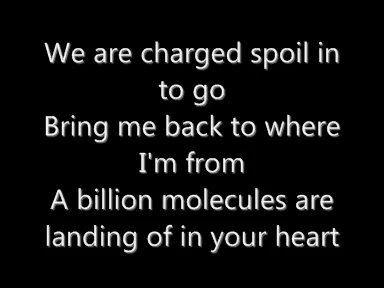 We are charged spoil in
to go
Bring me back to where
I'm from
A billion molecules are
landing of in your heart